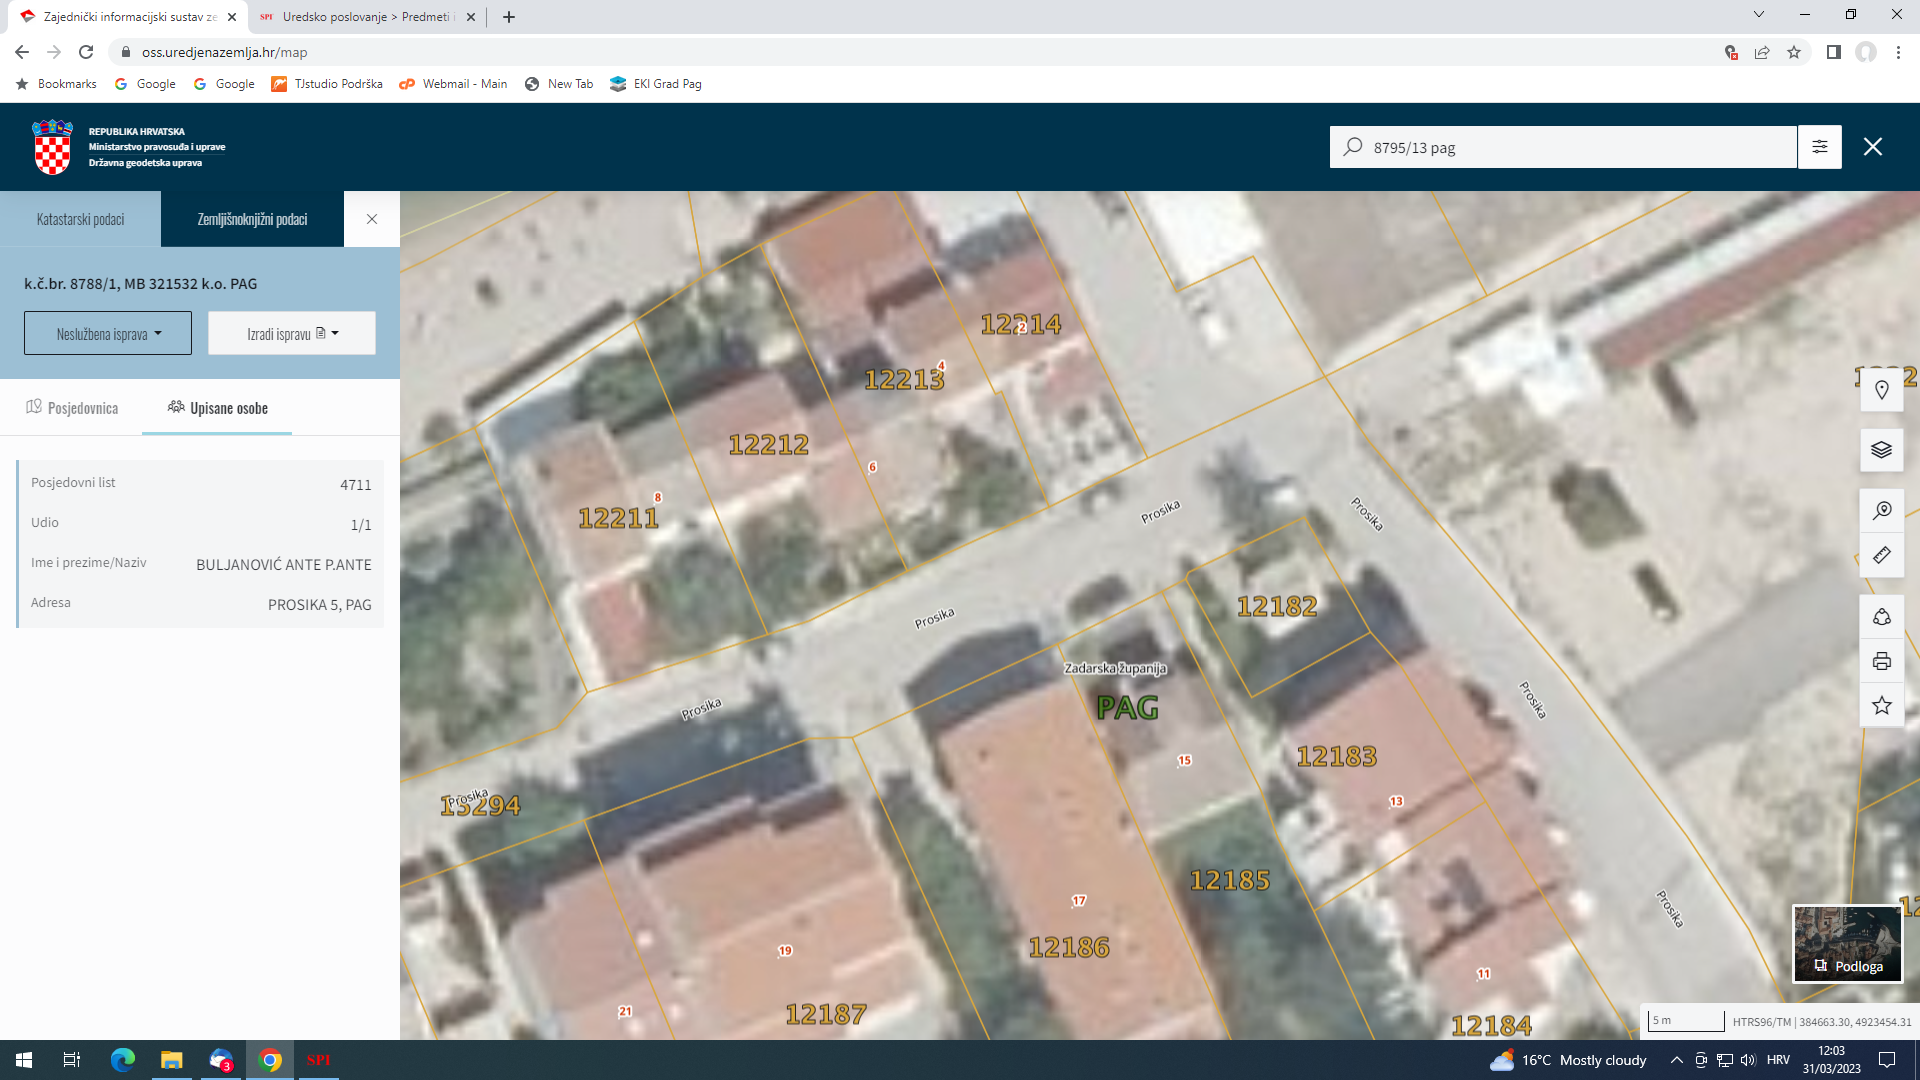 Zajednički informacijski sustav ze
Uredsko poslovanje > Predmeti i
oss.uredjenazemlja.hr/map
Bookmarks
Google
Google
TJstudio Podrška
Webmail - Main
New Tab
EKI Grad Pag
REPUBLIKA HRVATSKA
Ministarstvo pravosuđa i uprave
Državna geodetska uprava
8795/13 pag
Katastarski podaci
Zemljišnoknjižni podaci
k.č.br. 8788/1, MB 321532 k.o. PAG
Neslužbena isprava
Izradi ispravu
Posjedovnica
Upisane osobe
Posjedovni list
4711
Udio
1/1
Ime i prezime/Naziv
BULJANOVIĆ ANTE P.ANTE
Adresa
PROSIKA 5, PAG
12214
2
4
12213
12212
6
8
12211
Prosika
Prosika
Prosika
12182
Zadarska županija
PAG
Prosika
Prosika
15
12183
13
Prosika
12185
17
Prosika
12186
19
11
21
12187
12184
Podloga
5 m
HTRS96/TM | 384663.30, 4923454.31
3
SPI
16°C Mostly cloudy
HRV
12:03
31/03/2023